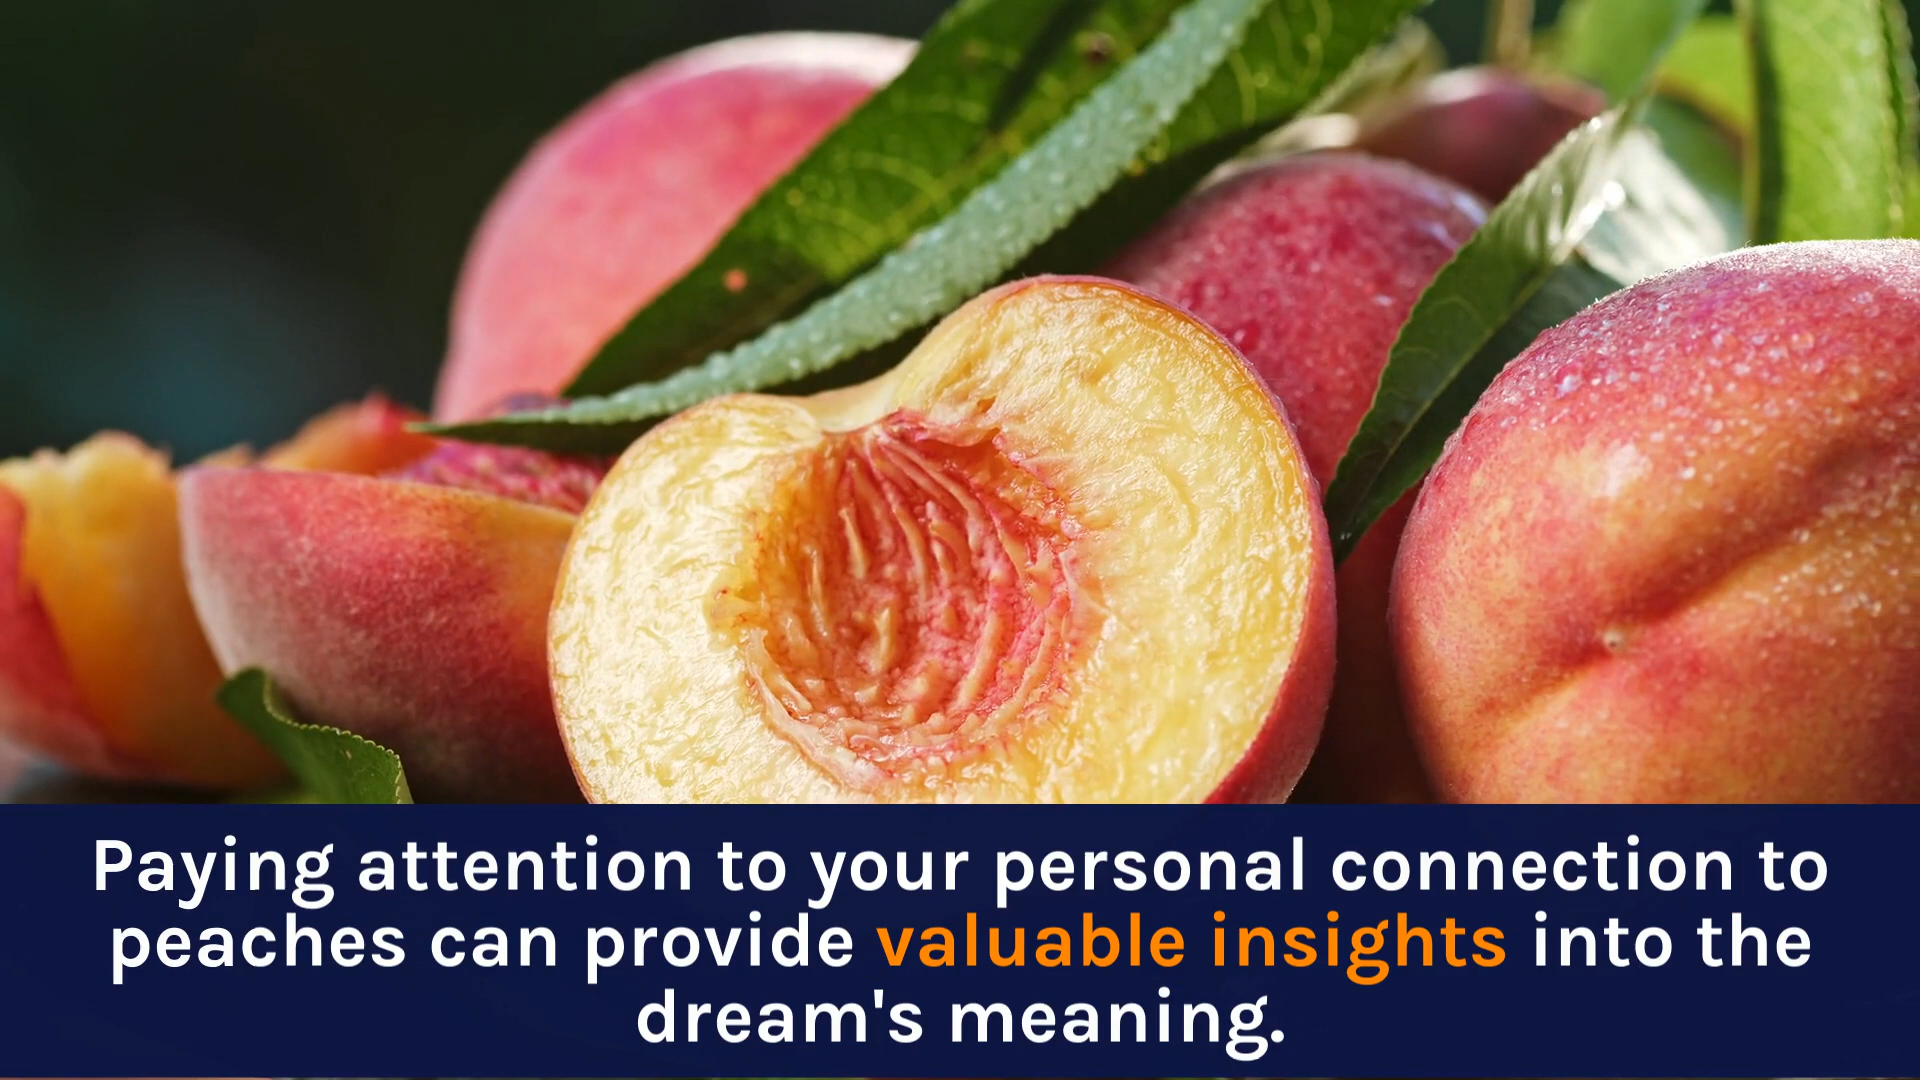 Paying attention to your personal connection to
peaches can provide valuable insights into the
dream's meaning.